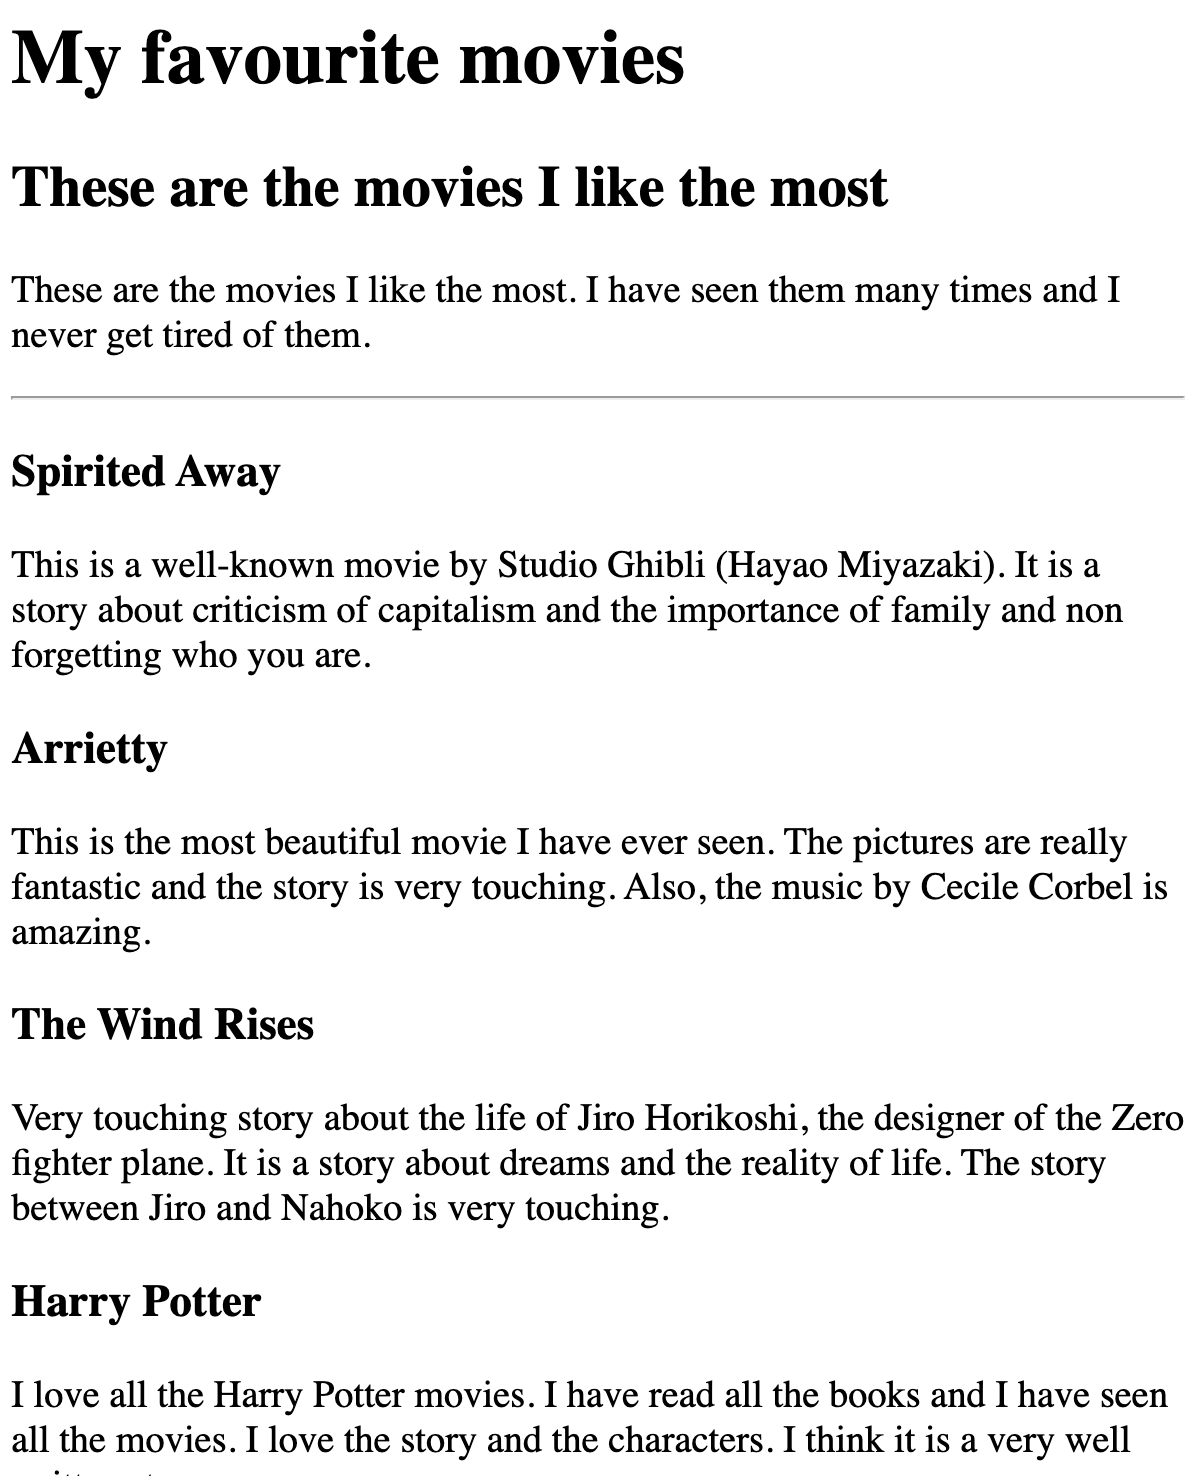 My favourite movies
These are the movies I like the most
These are the movies I like the most. I have seen them many times and I
never get tired of them.
Spirited Away
This is a well-known movie by Studio Ghibli (Hayao Miyazaki). It is a
story about criticism of capitalism and the importance of family and non
forgetting who you are.
Arrietty
This is the most beautiful movie I have ever seen. The pictures are really
fantastic and the story is very touching. Also, the music by Cecile Corbel is
amazing.
The Wind Rises
Very touching story about the life of Jiro Horikoshi, the designer of the Zero
fighter plane. It is a story about dreams and the reality of life. The story
between Jiro and Nahoko is very touching.
Harry Potter
I love all the Harry Potter movies. I have read all the books and I have seen
all the movies. I love the story and the characters. I think it is a very well